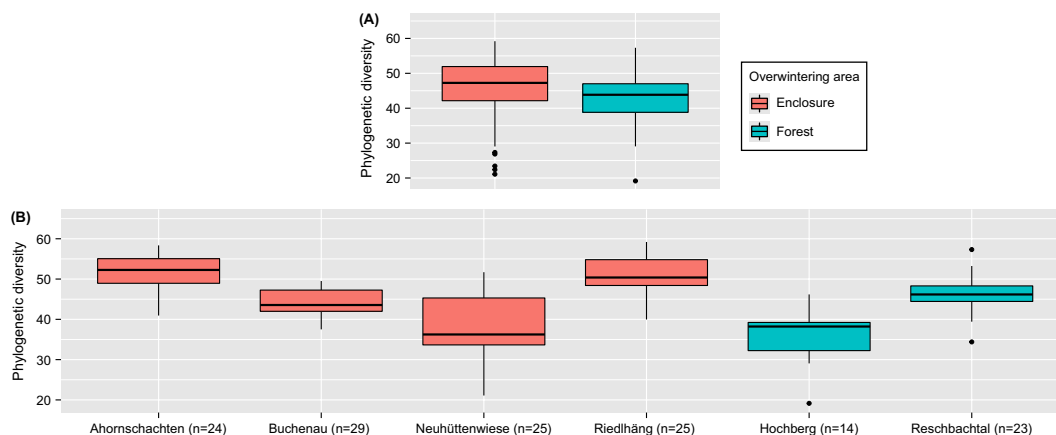 (A)
Phylogenetic diversity
60
50
40
30
20
Overwintering area
Enclosure
Forest
(B)
Phylogenetic diversity
60
50
40
30
20
Ahornschachten (n=24)
Buchenau (n=29)
Neuhüttenwiese (n=25)
Riedlhäng (n=25)
Hochberg (n=14)
Reschbachtal (n=23)